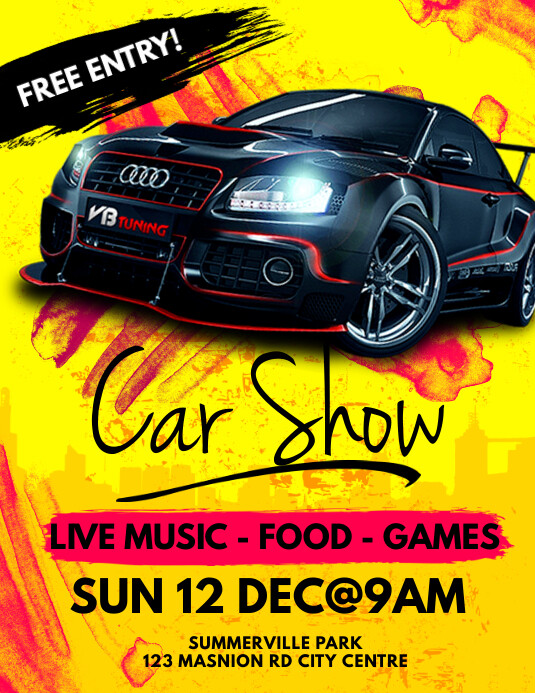 FREE ENTRY!
VB TUNING
Car Show
LIVE MUSIC - FOOD - GAMES
SUN 12 DEC@9AM
SUMMERVILLE PARK
123 MASNION RD CITY CENTRE